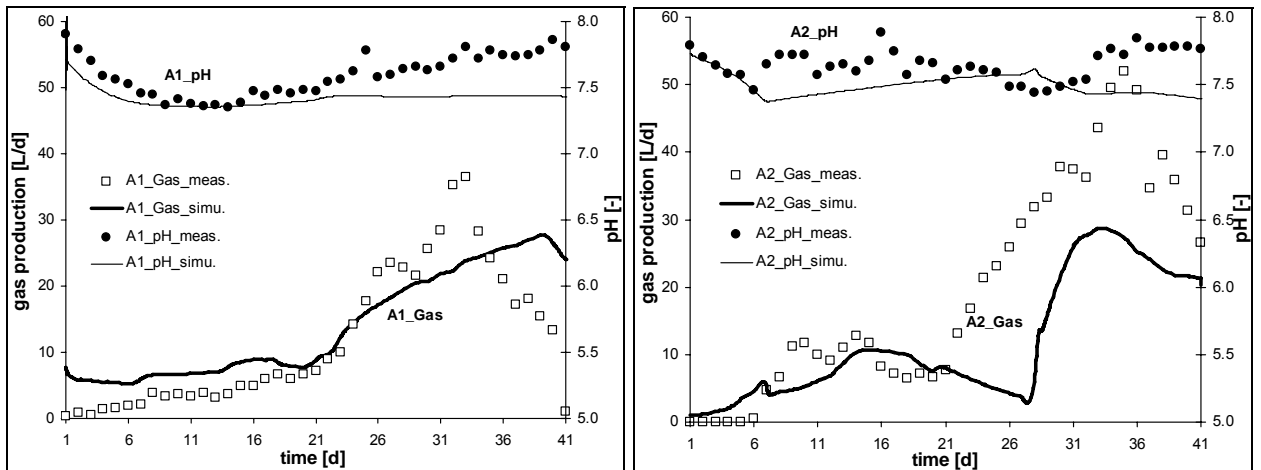 60
50
40
30
20
10
0
gas production [L/d]
8.0
7.5
7.0
6.5
6.0
5.5
5.0
pH [-]
A1_pH
A1_Gas_meas.
A1_Gas_simu.
A1_pH_meas.
A1_pH_simu.
A1_Gas
1 6 11 16 21 26 31 36 41
time [d]
60
50
40
30
20
10
0
gas production [L/d]
8.0
7.5
7.0
6.5
6.0
5.5
5.0
pH [-]
A2_pH
A2_Gas_meas.
A2_Gas_simu.
A2_pH_meas.
A2_pH_simu.
A2_Gas
1 6 11 16 21 26 31 36 41
time [d]